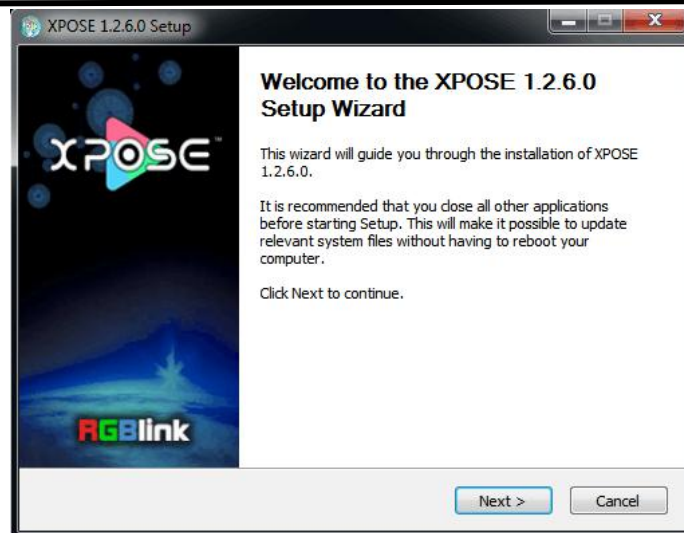 XPOSE 1.2.6.0 Setup
XPOSE™
RGBlink
Welcome to the XPOSE 1.2.6.0
Setup Wizard
This wizard will guide you through the installation of XPOSE
1.2.6.0.
It is recommended that you close all other applications
before starting Setup. This will make it possible to update
relevant system files without having to reboot your
computer.
Click Next to continue.
Next >
Cancel